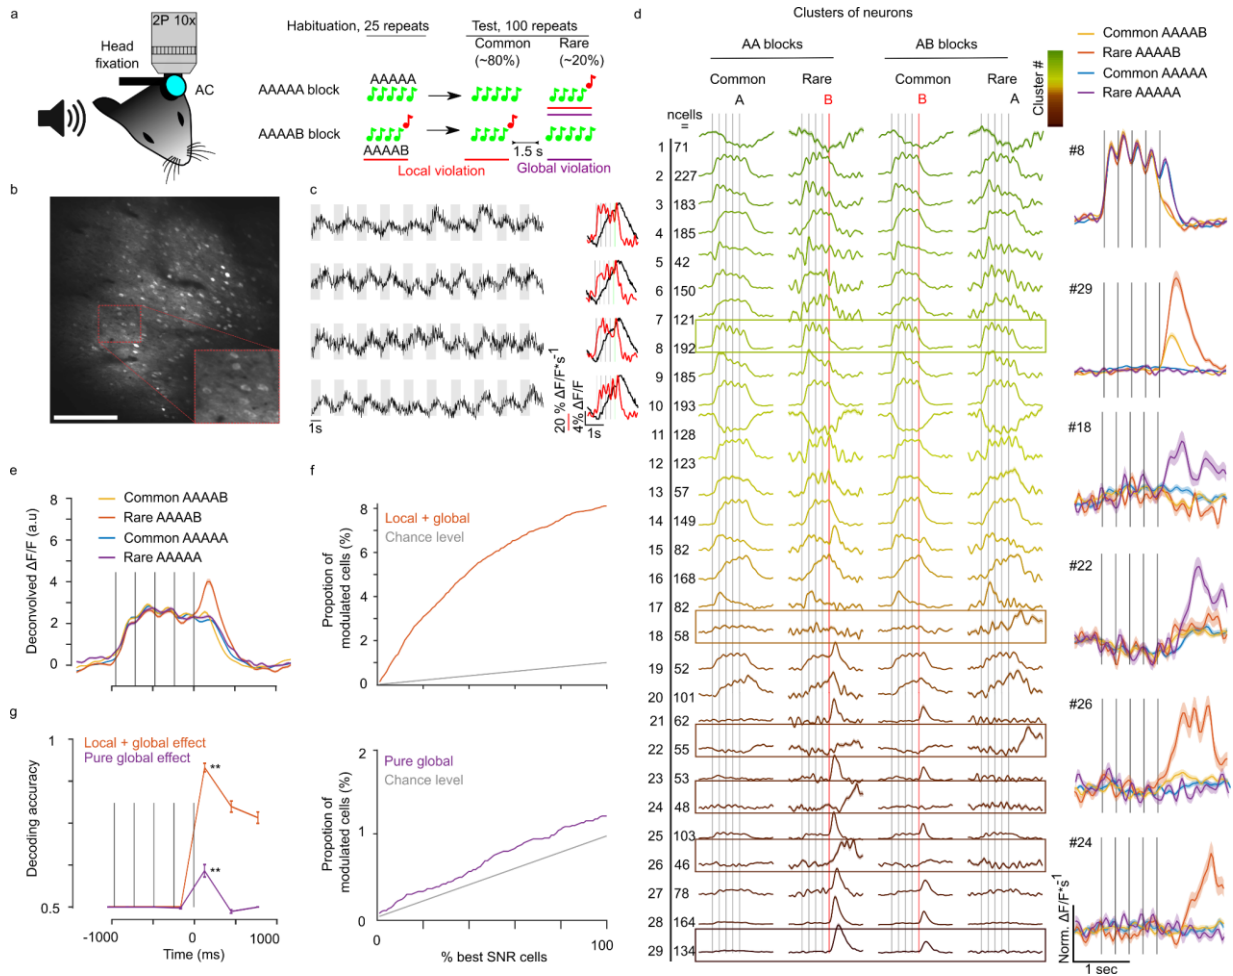 a
2P 10x
Head
fixation
AC
Habituation, 25 repeats
Test, 100 repeats
Common
(~80%)
Rare
(~20%)
AAAAA block
AAAAA
AAAAB block
AAAAB
1.5 s
Local violation
Global violation
b
c
1s
20 % ΔF/F*s⁻¹
4% ΔF/F
1s
d
Clusters of neurons
AA blocks
AB blocks
Common
Rare
Common
Rare
A
B
B
A
Cluster #
ncells
=
1 71
2 227
3 183
4 185
5 42
6 150
7 121
8 192
9 185
10 193
11 128
12 123
13 57
14 149
15 82
16 168
17 82
18 58
19 52
20 101
21 62
22 55
23 53
24 48
25 103
26 46
27 78
28 164
29 134
Common AAAAB
Rare AAAAB
Common AAAAA
Rare AAAAA
#8
#29
#18
#22
#26
#24
Norm. ΔF/F*s⁻¹
1 sec
e
Deconvolved ΔF/F (a.u)
8
6
4
2
0
Common AAAAB
Rare AAAAB
Common AAAAA
Rare AAAAA
f
Propotion of
modulated cells (%)
8
6
4
2
0
Local + global
Chance level
g
Decoding accuracy
1
0.5
Local + global effect
Pure global effect
**
**
-1000
0
1000
Time (ms)
Propotion of
modulated cells (%)
2
1
0
Pure global
Chance level
0
100
% best SNR cells